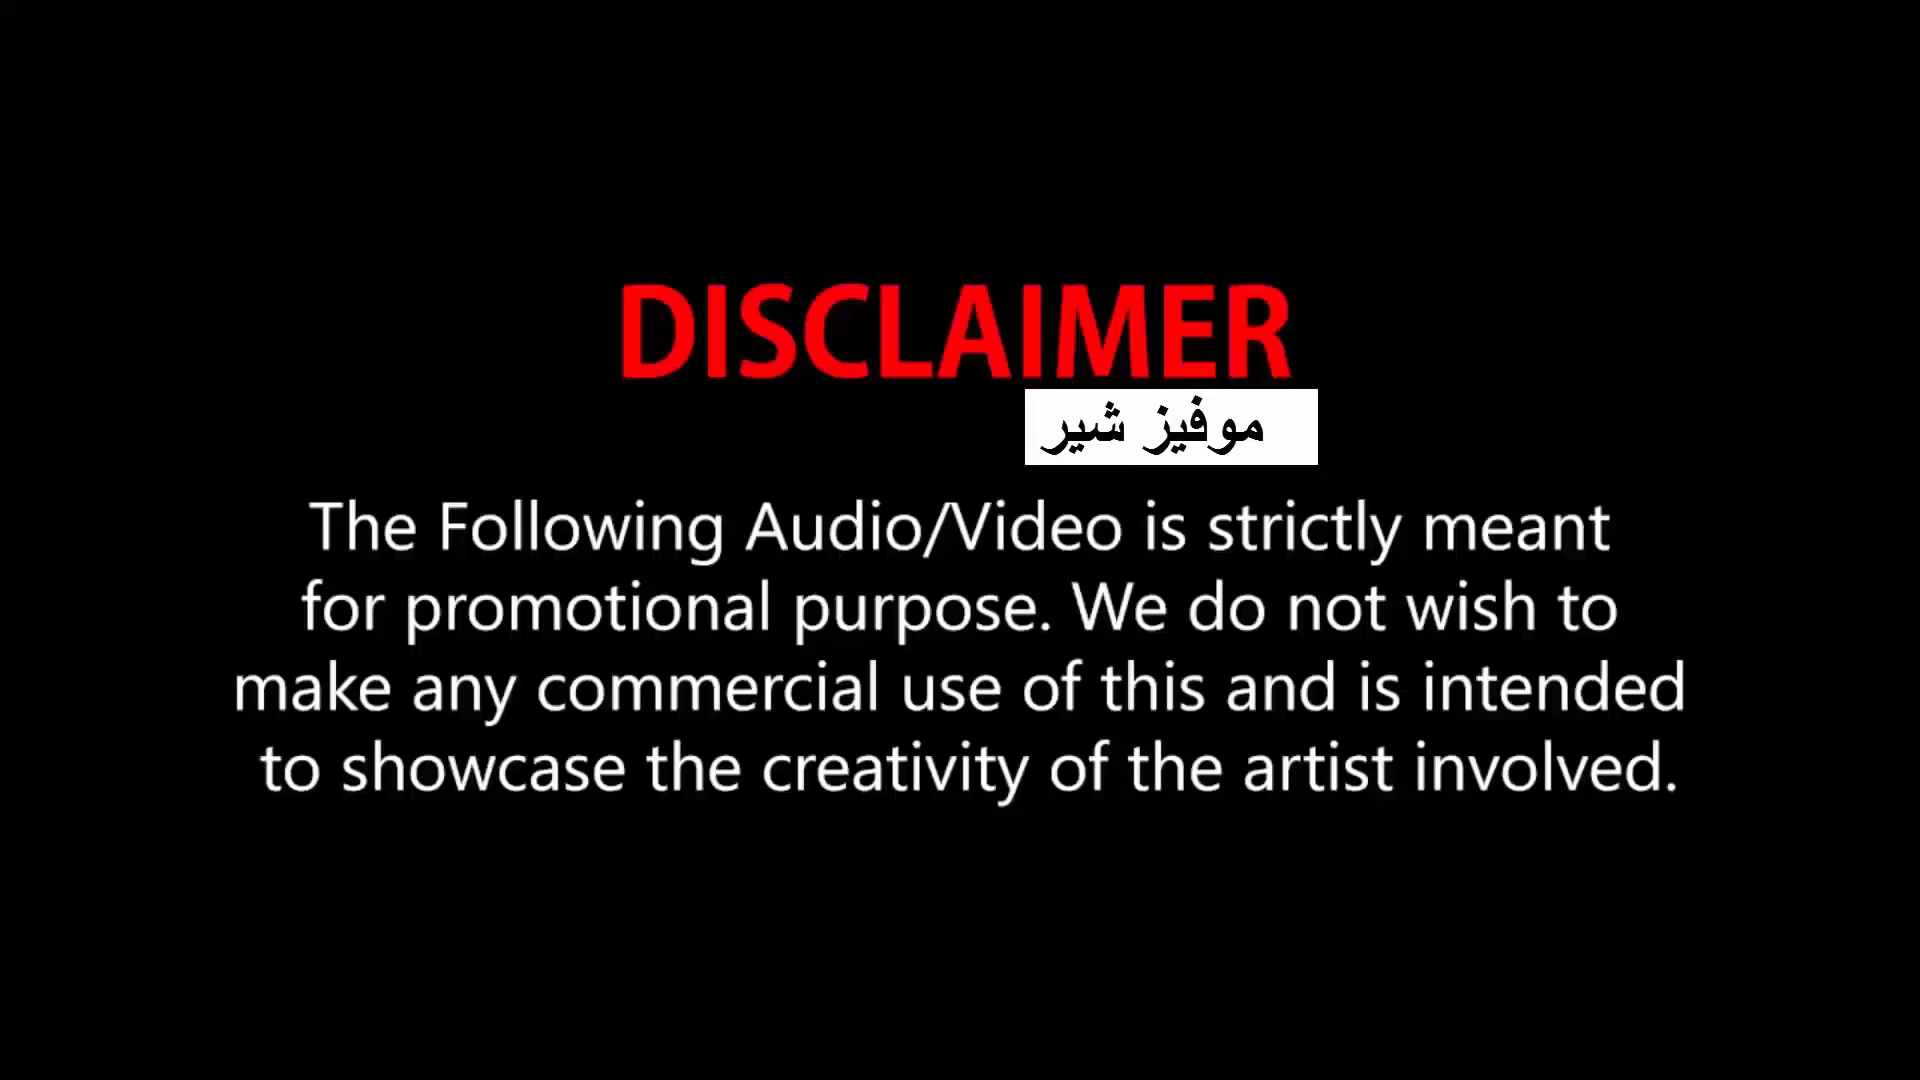 DISCLAIMER
موفيز شير
The Following Audio/Video is strictly meant
for promotional purpose. We do not wish to
make any commercial use of this and is intended
to showcase the creativity of the artist involved.